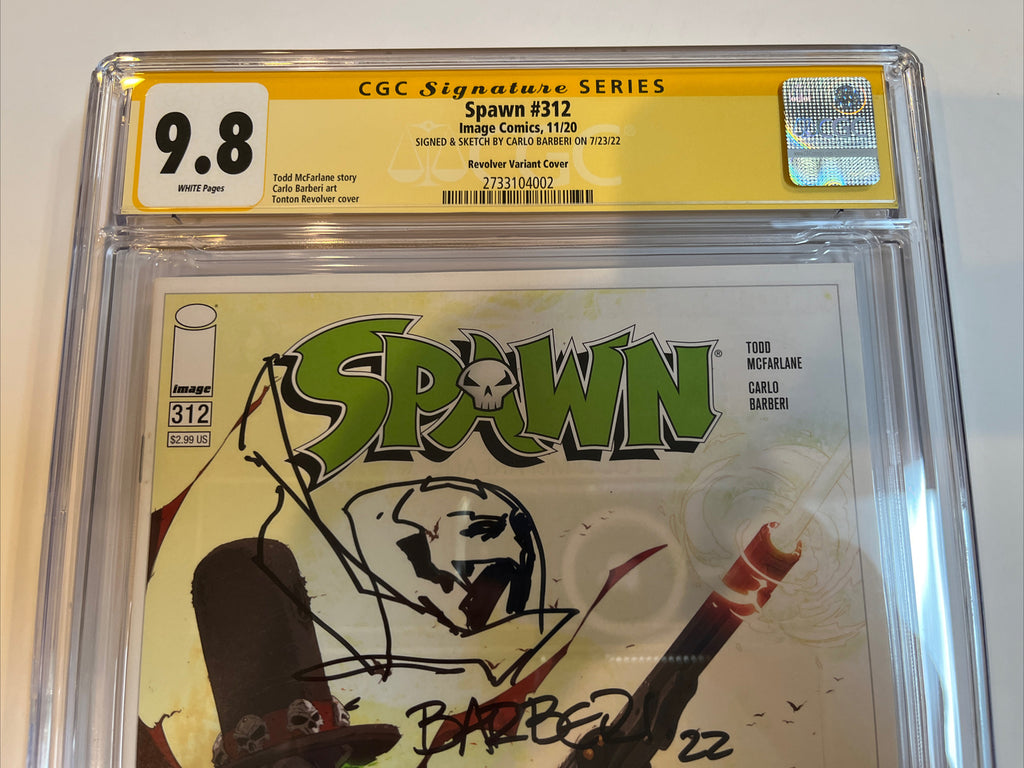 CGC Signature SERIES
Spawn #312
Image Comics, 11/20
SIGNED & SKETCH BY CARLO BARBERI ON 7/23/22
Revolver Variant Cover
2733104002
9.8
WHITE Pages
Todd McFarlane story
Carlo Barberi art
Tonton Revolver cover
CGC
CGC
image
312
$2.99 US
SPAWN®
TODD
MCFARLANE
CARLO
BARBERI
BARBERI
22